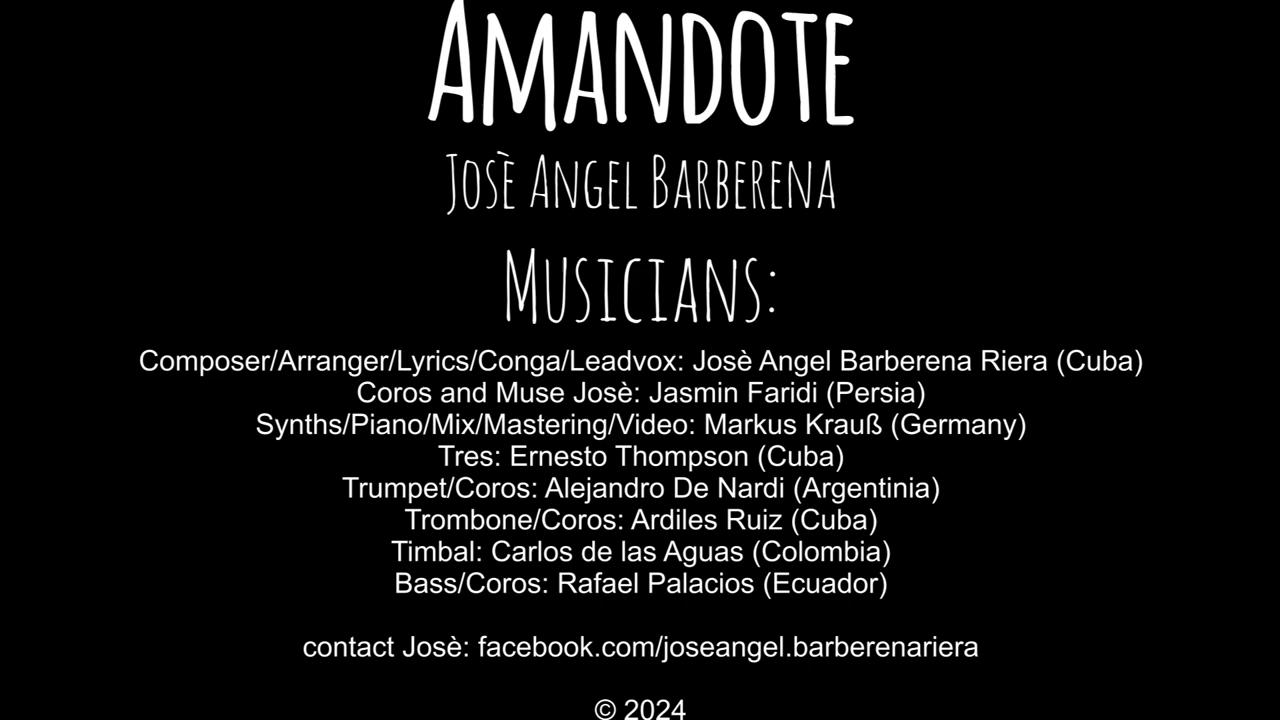 AMANDOTE
JOSÈ ANGEL BARBERENA
MUSICIANS:
Composer/Arranger/Lyrics/Conga/Leadvox: Josè Angel Barberena Riera (Cuba)
Coros and Muse Josè: Jasmin Faridi (Persia)
Synths/Piano/Mix/Mastering/Video: Markus Krauß (Germany)
Tres: Ernesto Thompson (Cuba)
Trumpet/Coros: Alejandro De Nardi (Argentinia)
Trombone/Coros: Ardiles Ruiz (Cuba)
Timbal: Carlos de las Aguas (Colombia)
Bass/Coros: Rafael Palacios (Ecuador)
contact Josè: facebook.com/joseangel.barberenariera
© 2024